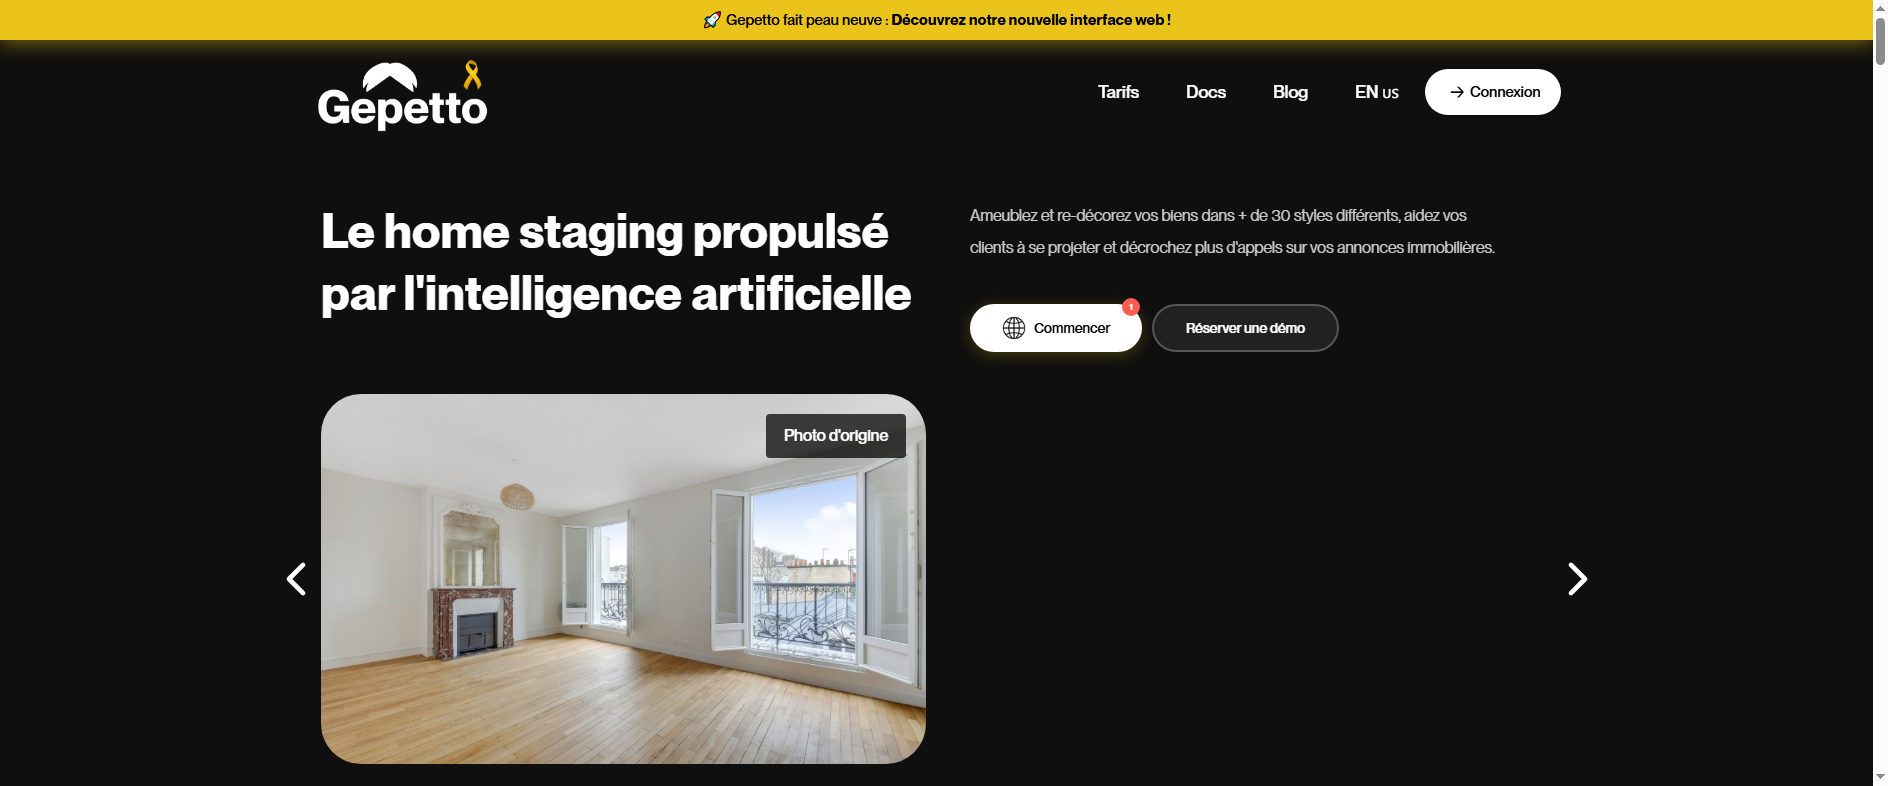 🚀 Gepetto fait peau neuve : Découvrez notre nouvelle interface web !
Gepetto
Tarifs
Docs
Blog
EN US
→ Connexion
Le home staging propulsé
par l'intelligence artificielle
Ameublez et re-décorez vos biens dans + de 30 styles différents, aidez vos
clients à se projeter et décrochez plus d'appels sur vos annonces immobilières.
Commencer
1
Réserver une démo
Photo d'origine